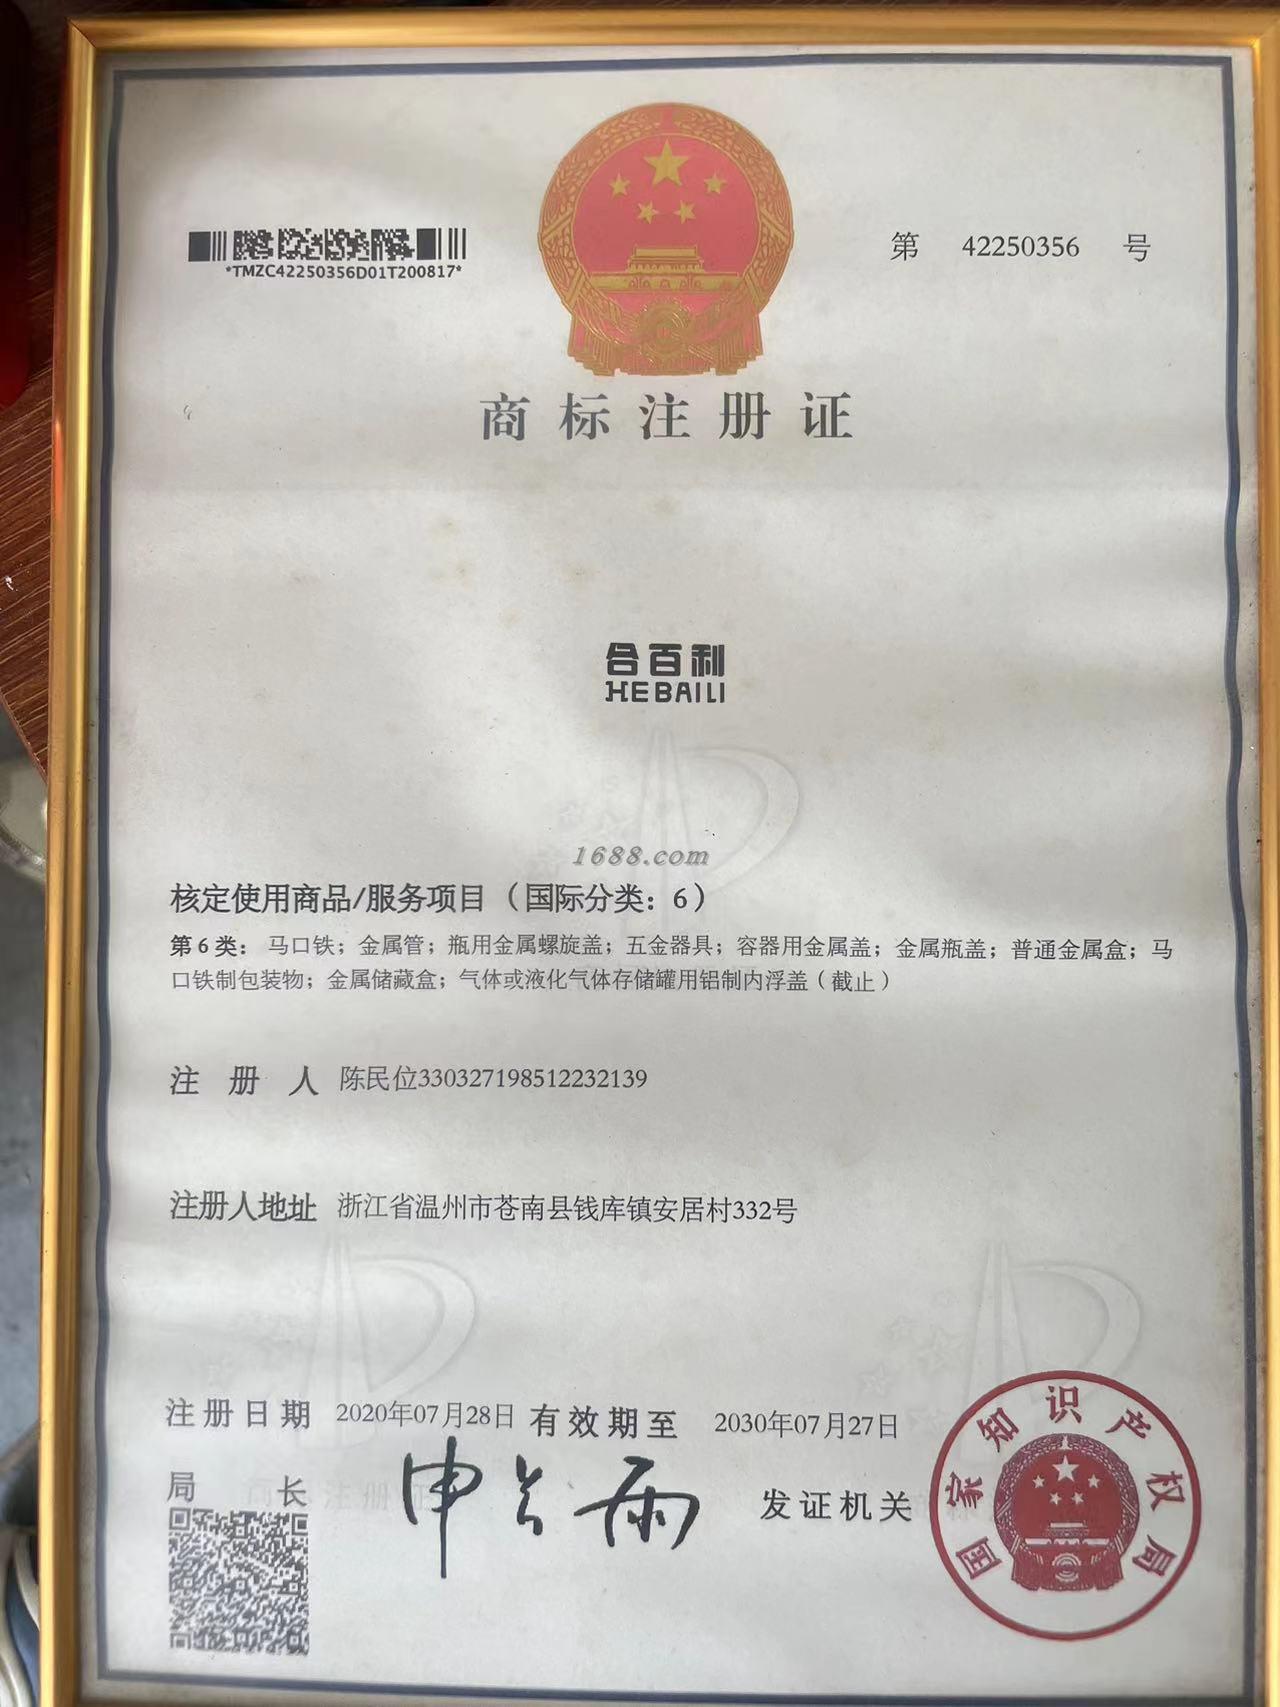 *TMZC42250356D01T200817*
第 42250356 号
商标注册证
合百利
HEBAILI
1688.com
核定使用商品/服务项目（国际分类：6）
第6类：马口铁；金属管；瓶用金属螺旋盖；五金器具；容器用金属盖；金属瓶盖；普通金属盒；马
口铁制包装物；金属储藏盒；气体或液化气体存储罐用铝制内浮盖（截止）
注册人 陈民位330327198512232139
注册人地址 浙江省温州市苍南县钱库镇安居村332号
注册日期 2020年07月28日 有效期至 2030年07月27日
局长 申长雨 发证机关
国家知识产权局